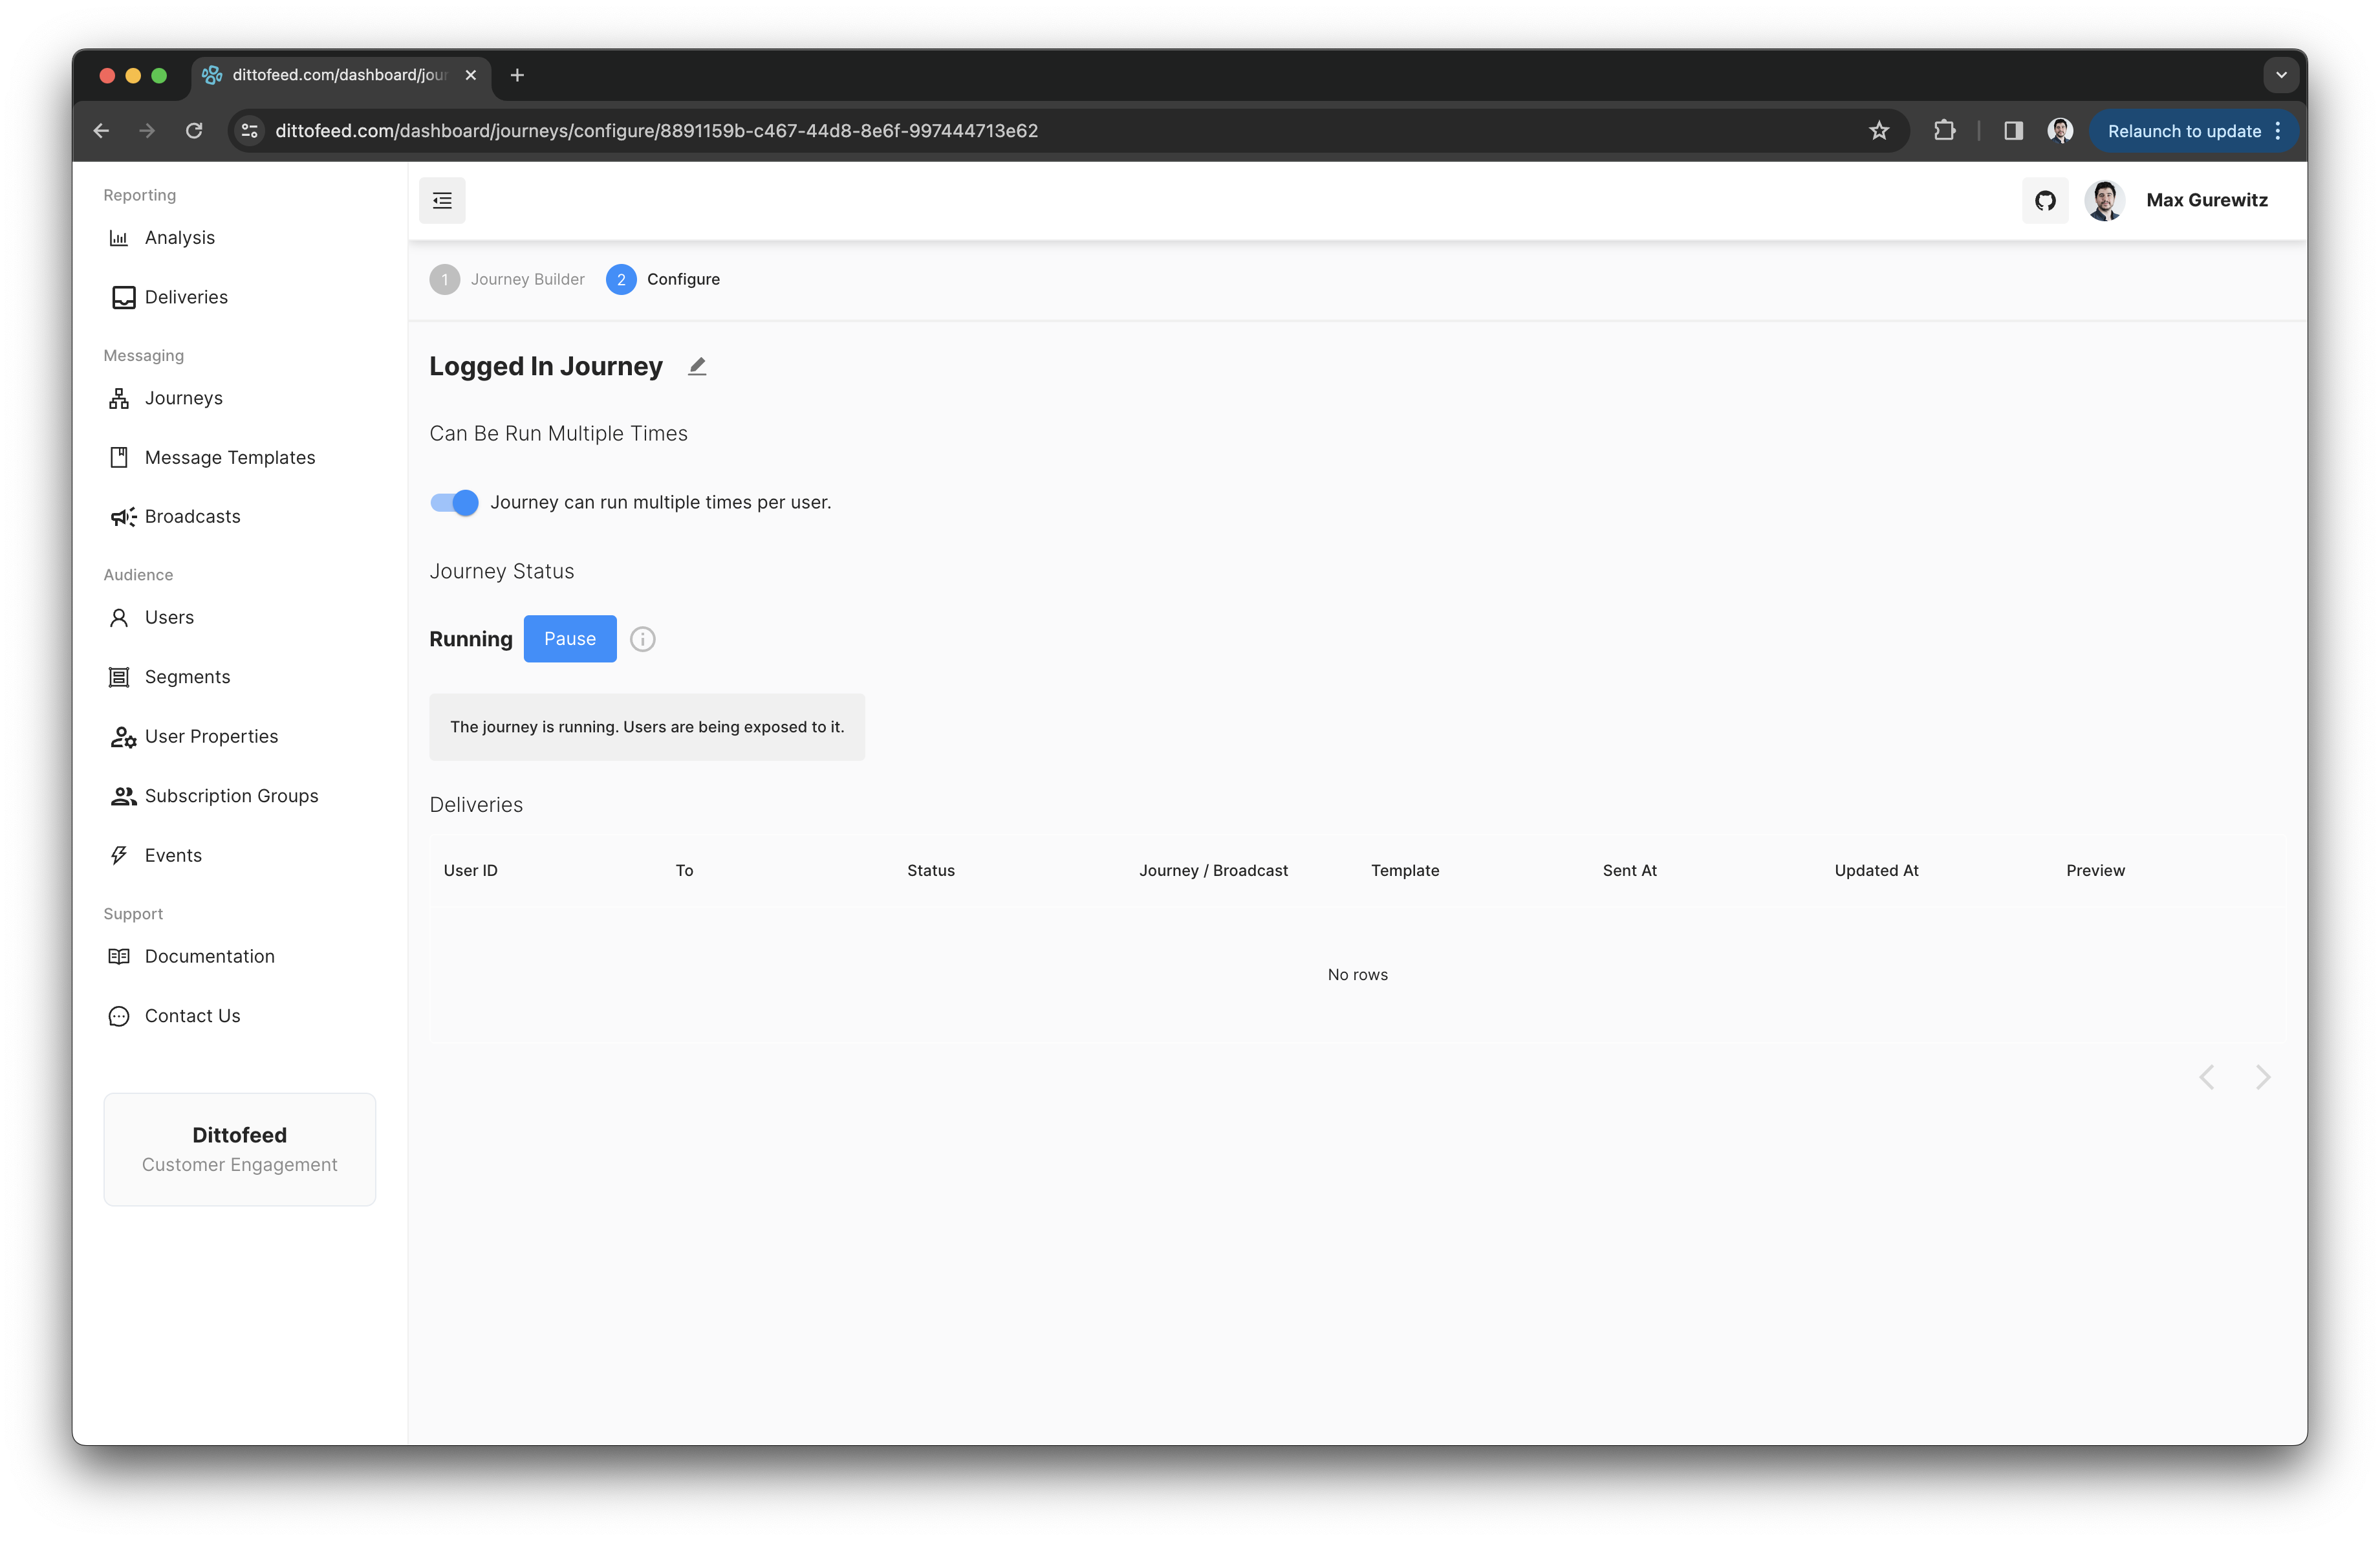 dittofeed.com/dashboard/jour
dittofeed.com/dashboard/journeys/configure/8891159b-c467-44d8-8e6f-997444713e62
Relaunch to update
Reporting
Analysis
Deliveries
Messaging
Journeys
Message Templates
Broadcasts
Audience
Users
Segments
User Properties
Subscription Groups
Events
Support
Documentation
Contact Us
Dittofeed
Customer Engagement
Max Gurewitz
1 Journey Builder 2 Configure
Logged In Journey
Can Be Run Multiple Times
Journey can run multiple times per user.
Journey Status
Running Pause
The journey is running. Users are being exposed to it.
Deliveries
User ID To Status Journey / Broadcast Template Sent At Updated At Preview
No rows